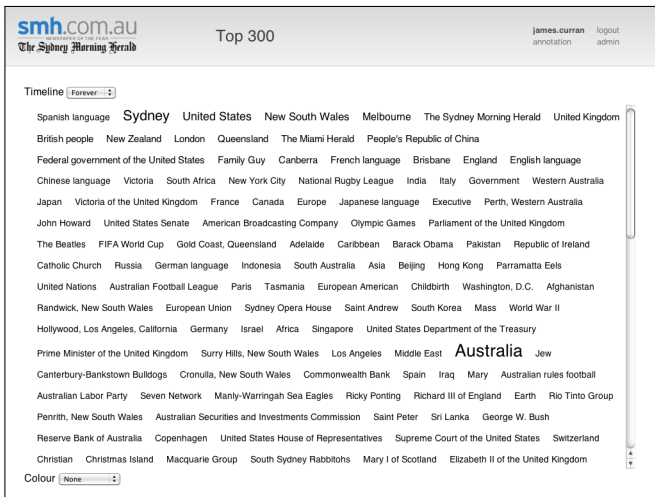 smh.com.au
NEWSPAPER OF THE YEAR
The Sydney Morning Herald
Top 300
james.curran logout
annotation admin
Timeline Forever
Spanish language Sydney United States New South Wales Melbourne The Sydney Morning Herald United Kingdom
British people New Zealand London Queensland The Miami Herald People's Republic of China
Federal government of the United States Family Guy Canberra French language Brisbane England English language
Chinese language Victoria South Africa New York City National Rugby League India Italy Government Western Australia
Japan Victoria of the United Kingdom France Canada Europe Japanese language Executive Perth, Western Australia
John Howard United States Senate American Broadcasting Company Olympic Games Parliament of the United Kingdom
The Beatles FIFA World Cup Gold Coast, Queensland Adelaide Caribbean Barack Obama Pakistan Republic of Ireland
Catholic Church Russia German language Indonesia South Australia Asia Beijing Hong Kong Parramatta Eels
United Nations Australian Football League Paris Tasmania European American Childbirth Washington, D.C. Afghanistan
Randwick, New South Wales European Union Sydney Opera House Saint Andrew South Korea Mass World War II
Hollywood, Los Angeles, California Germany Israel Africa Singapore United States Department of the Treasury
Prime Minister of the United Kingdom Surry Hills, New South Wales Los Angeles Middle East Australia Jew
Canterbury-Bankstown Bulldogs Cronulla, New South Wales Commonwealth Bank Spain Iraq Mary Australian rules football
Australian Labor Party Seven Network Manly-Warringah Sea Eagles Ricky Ponting Richard III of England Earth Rio Tinto Group
Penrith, New South Wales Australian Securities and Investments Commission Saint Peter Sri Lanka George W. Bush
Reserve Bank of Australia Copenhagen United States House of Representatives Supreme Court of the United States Switzerland
Christian Christmas Island Macquarie Group South Sydney Rabbitohs Mary I of Scotland Elizabeth II of the United Kingdom
Colour None